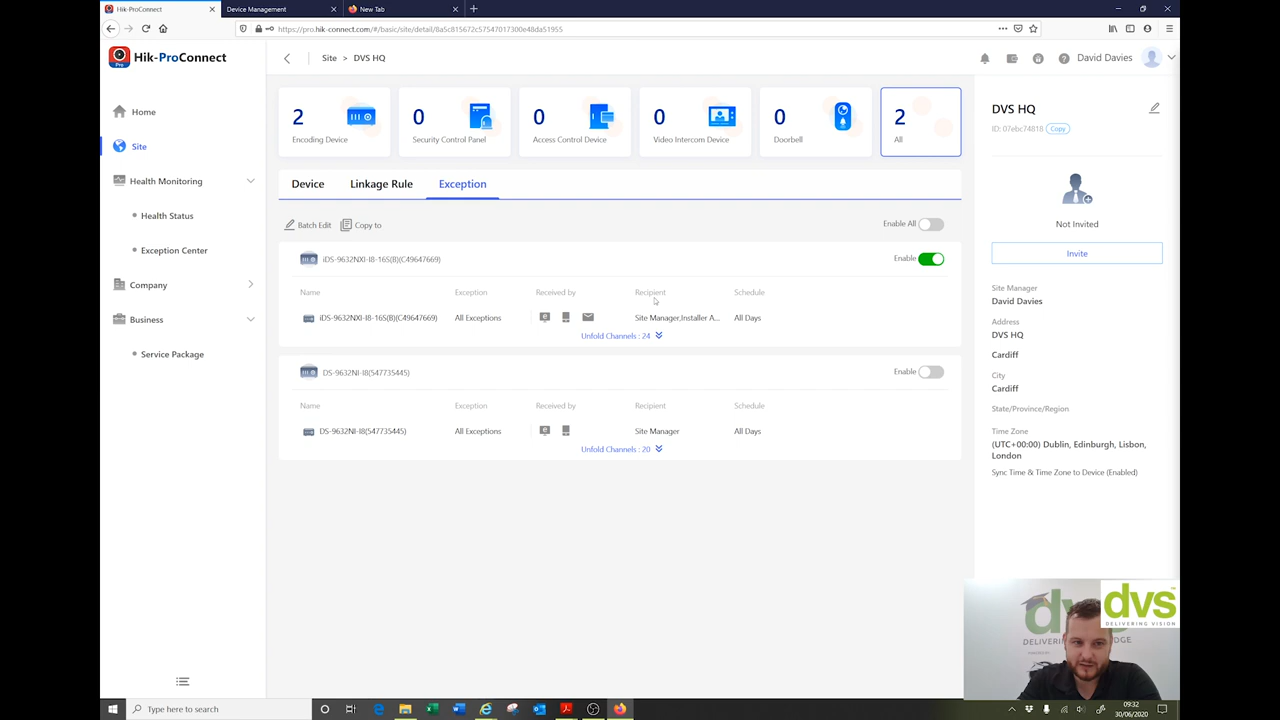 Hik-ProConnect
Device Management
New Tab
https://pro.hik-connect.com/#/basic/site/detail/8a5c815672c57547017300e48da51955
Hik-ProConnect
Site > DVS HQ
David Davies
Home
Site
Health Monitoring
Health Status
Exception Center
Company
Business
Service Package
2
Encoding Device
0
Security Control Panel
0
Access Control Device
0
Video Intercom Device
0
Doorbell
2
All
Device
Linkage Rule
Exception
Batch Edit
Copy to
Enable All
iDS-9632NXI-I8-16S(B)(C49647669)
Enable
Name Exception Received by Recipient Schedule
iDS-9632NXI-I8-16S(B)(C49647669) All Exceptions Site Manager,Installer A... All Days
Unfold Channels : 24
DS-9632NI-I8(547735445)
Enable
Name Exception Received by Recipient Schedule
DS-9632NI-I8(547735445) All Exceptions Site Manager All Days
Unfold Channels : 20
DVS HQ
ID: 07ebc74818 Copy
Not Invited
Invite
Site Manager
David Davies
Address
DVS HQ
Cardiff
City
Cardiff
State/Province/Region
Time Zone
(UTC+00:00) Dublin, Edinburgh, Lisbon,
London
Sync Time & Time Zone to Device (Enabled)
dvs
DELIVERING VISION
Type here to search
09:32
30/06/2020